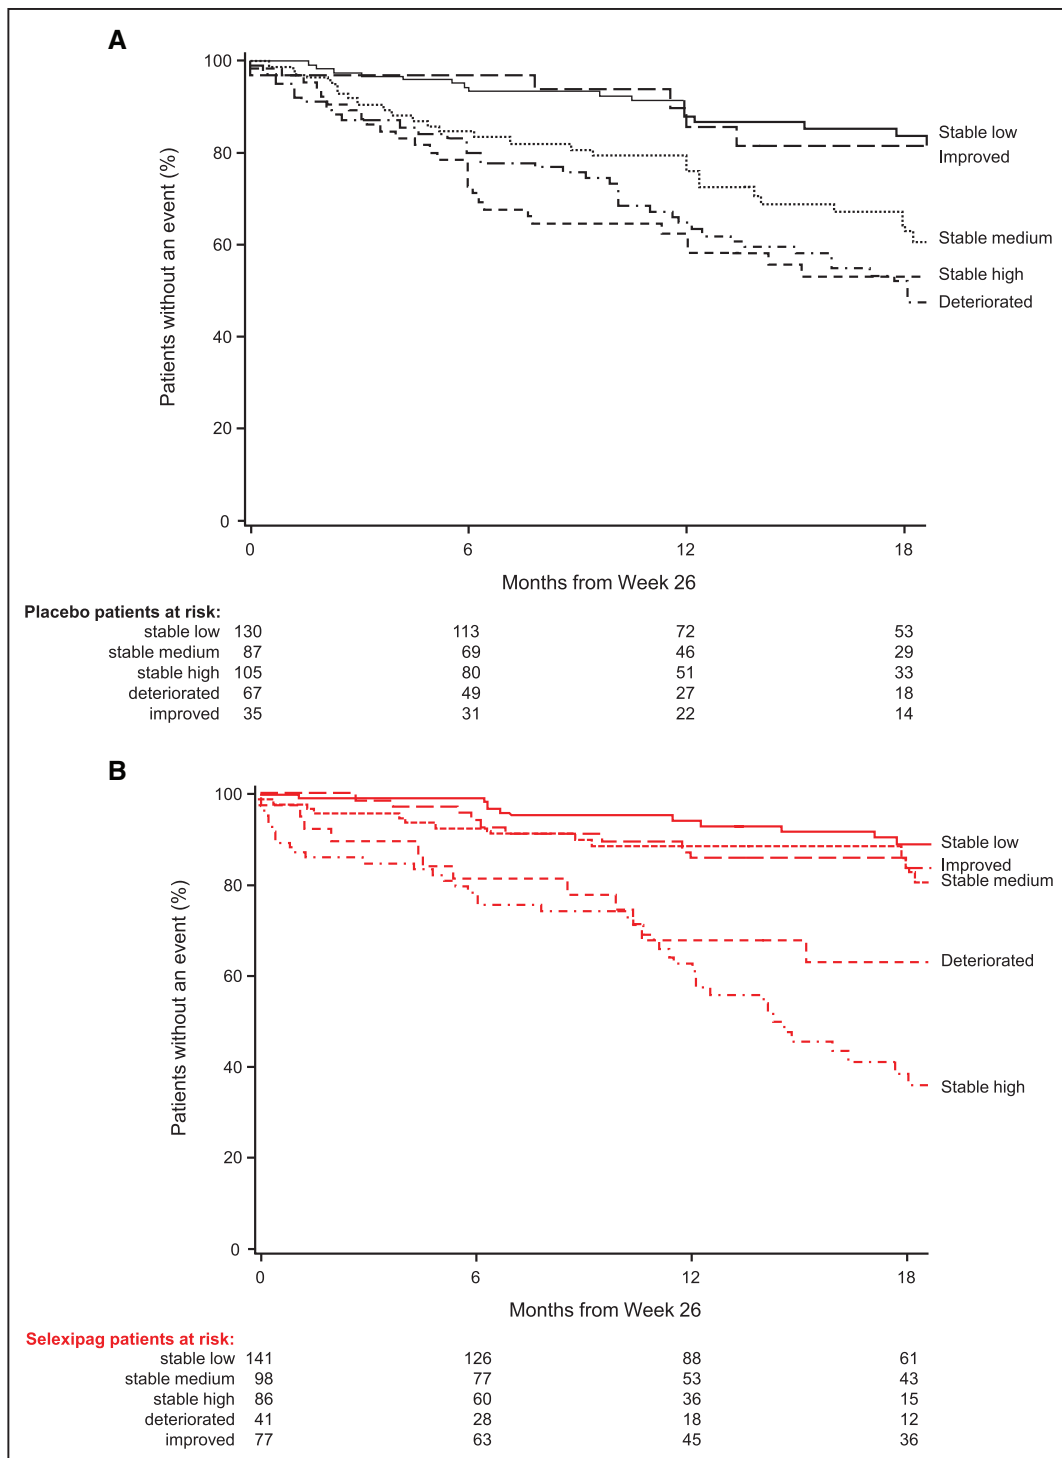 A
100
80
60
40
20
0
Patients without an event (%)
Stable low
Improved
Stable medium
Stable high
Deteriorated
0 6 12 18
Months from Week 26
Placebo patients at risk:
stable low 130 113 72 53
stable medium 87 69 46 29
stable high 105 80 51 33
deteriorated 67 49 27 18
improved 35 31 22 14
B
100
80
60
40
20
0
Patients without an event (%)
Stable low
Improved
Stable medium
Deteriorated
Stable high
0 6 12 18
Months from Week 26
Selexipag patients at risk:
stable low 141 126 88 61
stable medium 98 77 53 43
stable high 86 60 36 15
deteriorated 41 28 18 12
improved 77 63 45 36